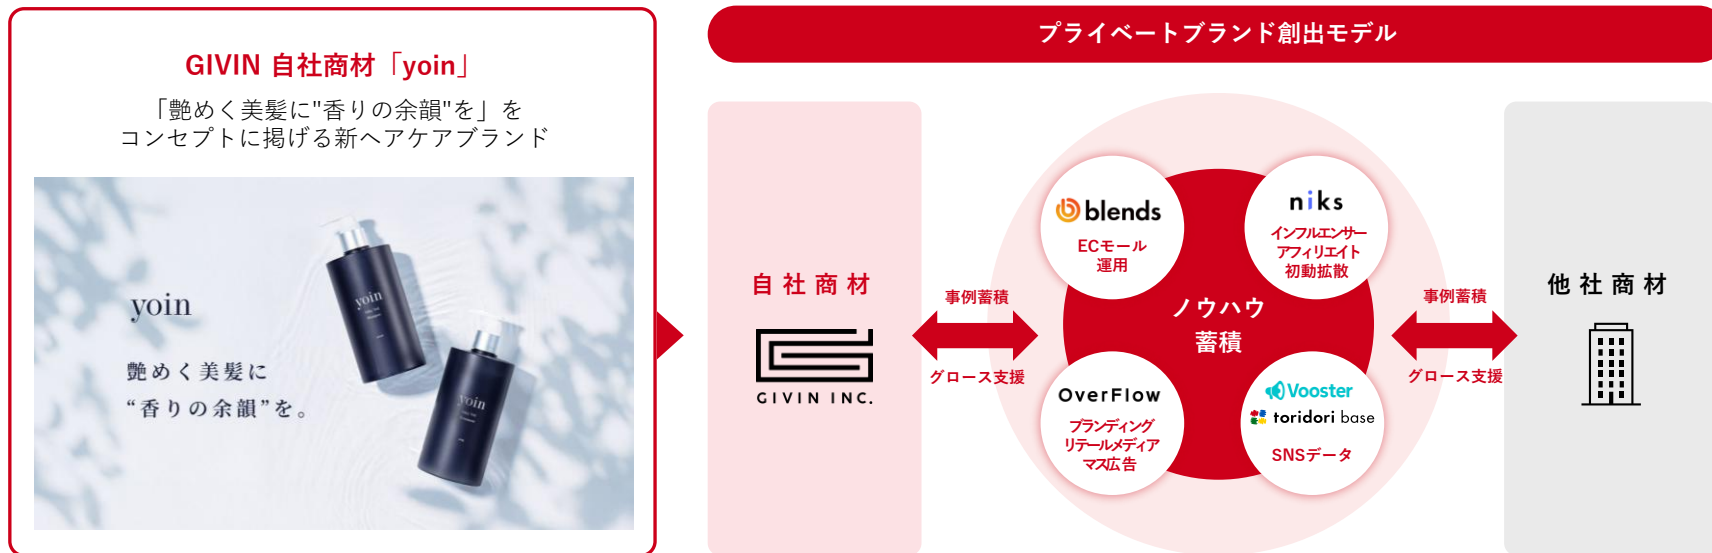 GIVIN 自社商材「yoin」
「艶めく美髪に"香りの余韻"を」を
コンセプトに掲げる新ヘアケアブランド
yoin
艶めく美髪に
“香りの余韻”を。
yoin
yoin
プライベートブランド創出モデル
自社商材
GIVIN INC.
事例蓄積
グロース支援
blends
ECモール
運用
niks
インフルエンサー
アフィリエイト
初動拡散
ノウハウ
蓄積
OverFlow
ブランディング
リテールメディア
マス広告
Vooster
toridori base
SNSデータ
事例蓄積
グロース支援
他社商材